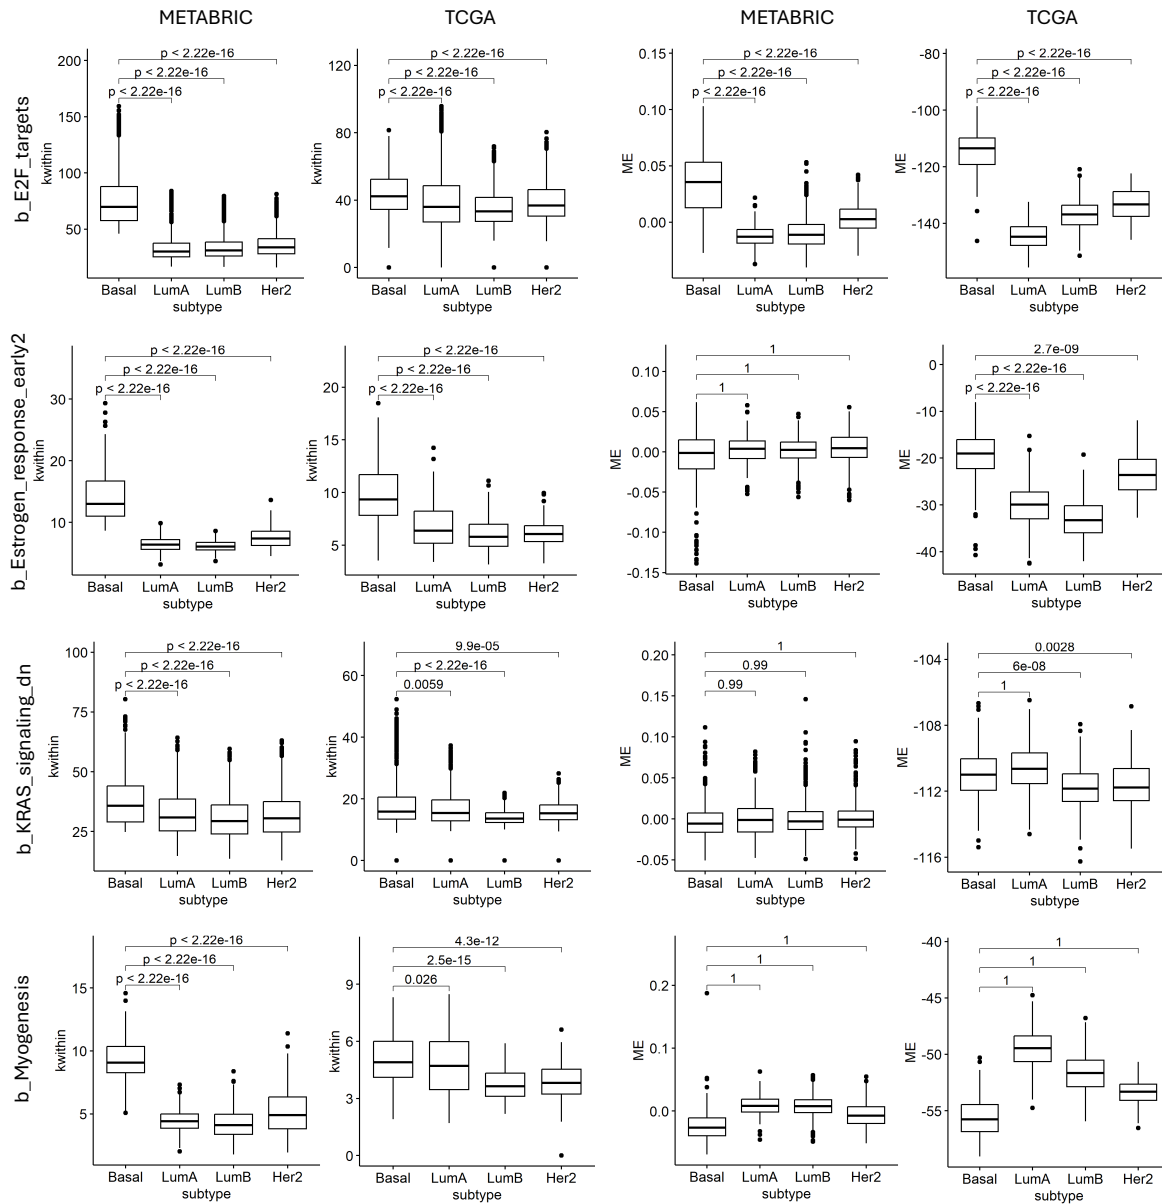 METABRIC
TCGA
METABRIC
TCGA
b_E2F_targets
kwithin
200
150
100
50
p < 2.22e-16
p < 2.22e-16
p < 2.22e-16
Basal LumA LumB Her2
subtype
kwithin
120
80
40
0
p < 2.22e-16
p < 2.22e-16
p < 2.22e-16
Basal LumA LumB Her2
subtype
ME
0.15
0.10
0.05
0.00
p < 2.22e-16
p < 2.22e-16
p < 2.22e-16
Basal LumA LumB Her2
subtype
ME
-80
-100
-120
-140
p < 2.22e-16
p < 2.22e-16
p < 2.22e-16
Basal LumA LumB Her2
subtype
b_Estrogen_response_early2
kwithin
30
20
10
p < 2.22e-16
p < 2.22e-16
p < 2.22e-16
Basal LumA LumB Her2
subtype
kwithin
20
15
10
5
p < 2.22e-16
p < 2.22e-16
p < 2.22e-16
Basal LumA LumB Her2
subtype
ME
0.10
0.05
0.00
-0.05
-0.10
-0.15
1
1
1
Basal LumA LumB Her2
subtype
ME
0
-10
-20
-30
-40
2.7e-09
p < 2.22e-16
p < 2.22e-16
Basal LumA LumB Her2
subtype
b_KRAS_signaling_dn
kwithin
100
75
50
25
p < 2.22e-16
p < 2.22e-16
p < 2.22e-16
Basal LumA LumB Her2
subtype
kwithin
60
40
20
0
9.9e-05
p < 2.22e-16
0.0059
Basal LumA LumB Her2
subtype
ME
0.20
0.15
0.10
0.05
0.00
-0.05
1
0.99
0.99
Basal LumA LumB Her2
subtype
ME
-104
-108
-112
-116
0.0028
6e-08
1
Basal LumA LumB Her2
subtype
b_Myogenesis
kwithin
15
10
5
p < 2.22e-16
p < 2.22e-16
p < 2.22e-16
Basal LumA LumB Her2
subtype
kwithin
9
6
3
0
4.3e-12
2.5e-15
0.026
Basal LumA LumB Her2
subtype
ME
0.2
0.1
0.0
1
1
1
Basal LumA LumB Her2
subtype
ME
-40
-45
-50
-55
1
1
1
Basal LumA LumB Her2
subtype